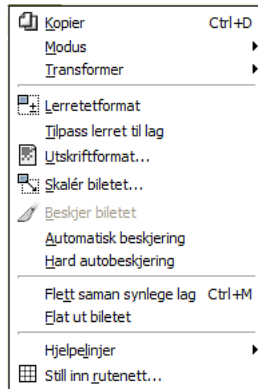 Kopier Ctrl+D
Modus
Transformer
Lerretetformat
Tilpass lerret til lag
Utskriftformat...
Skalér biletet...
Beskjer biletet
Automatisk beskjering
Hard autobeskjering
Flett saman synlege lag Ctrl+M
Flat ut biletet
Hjelpelinjer
Still inn rutenett...